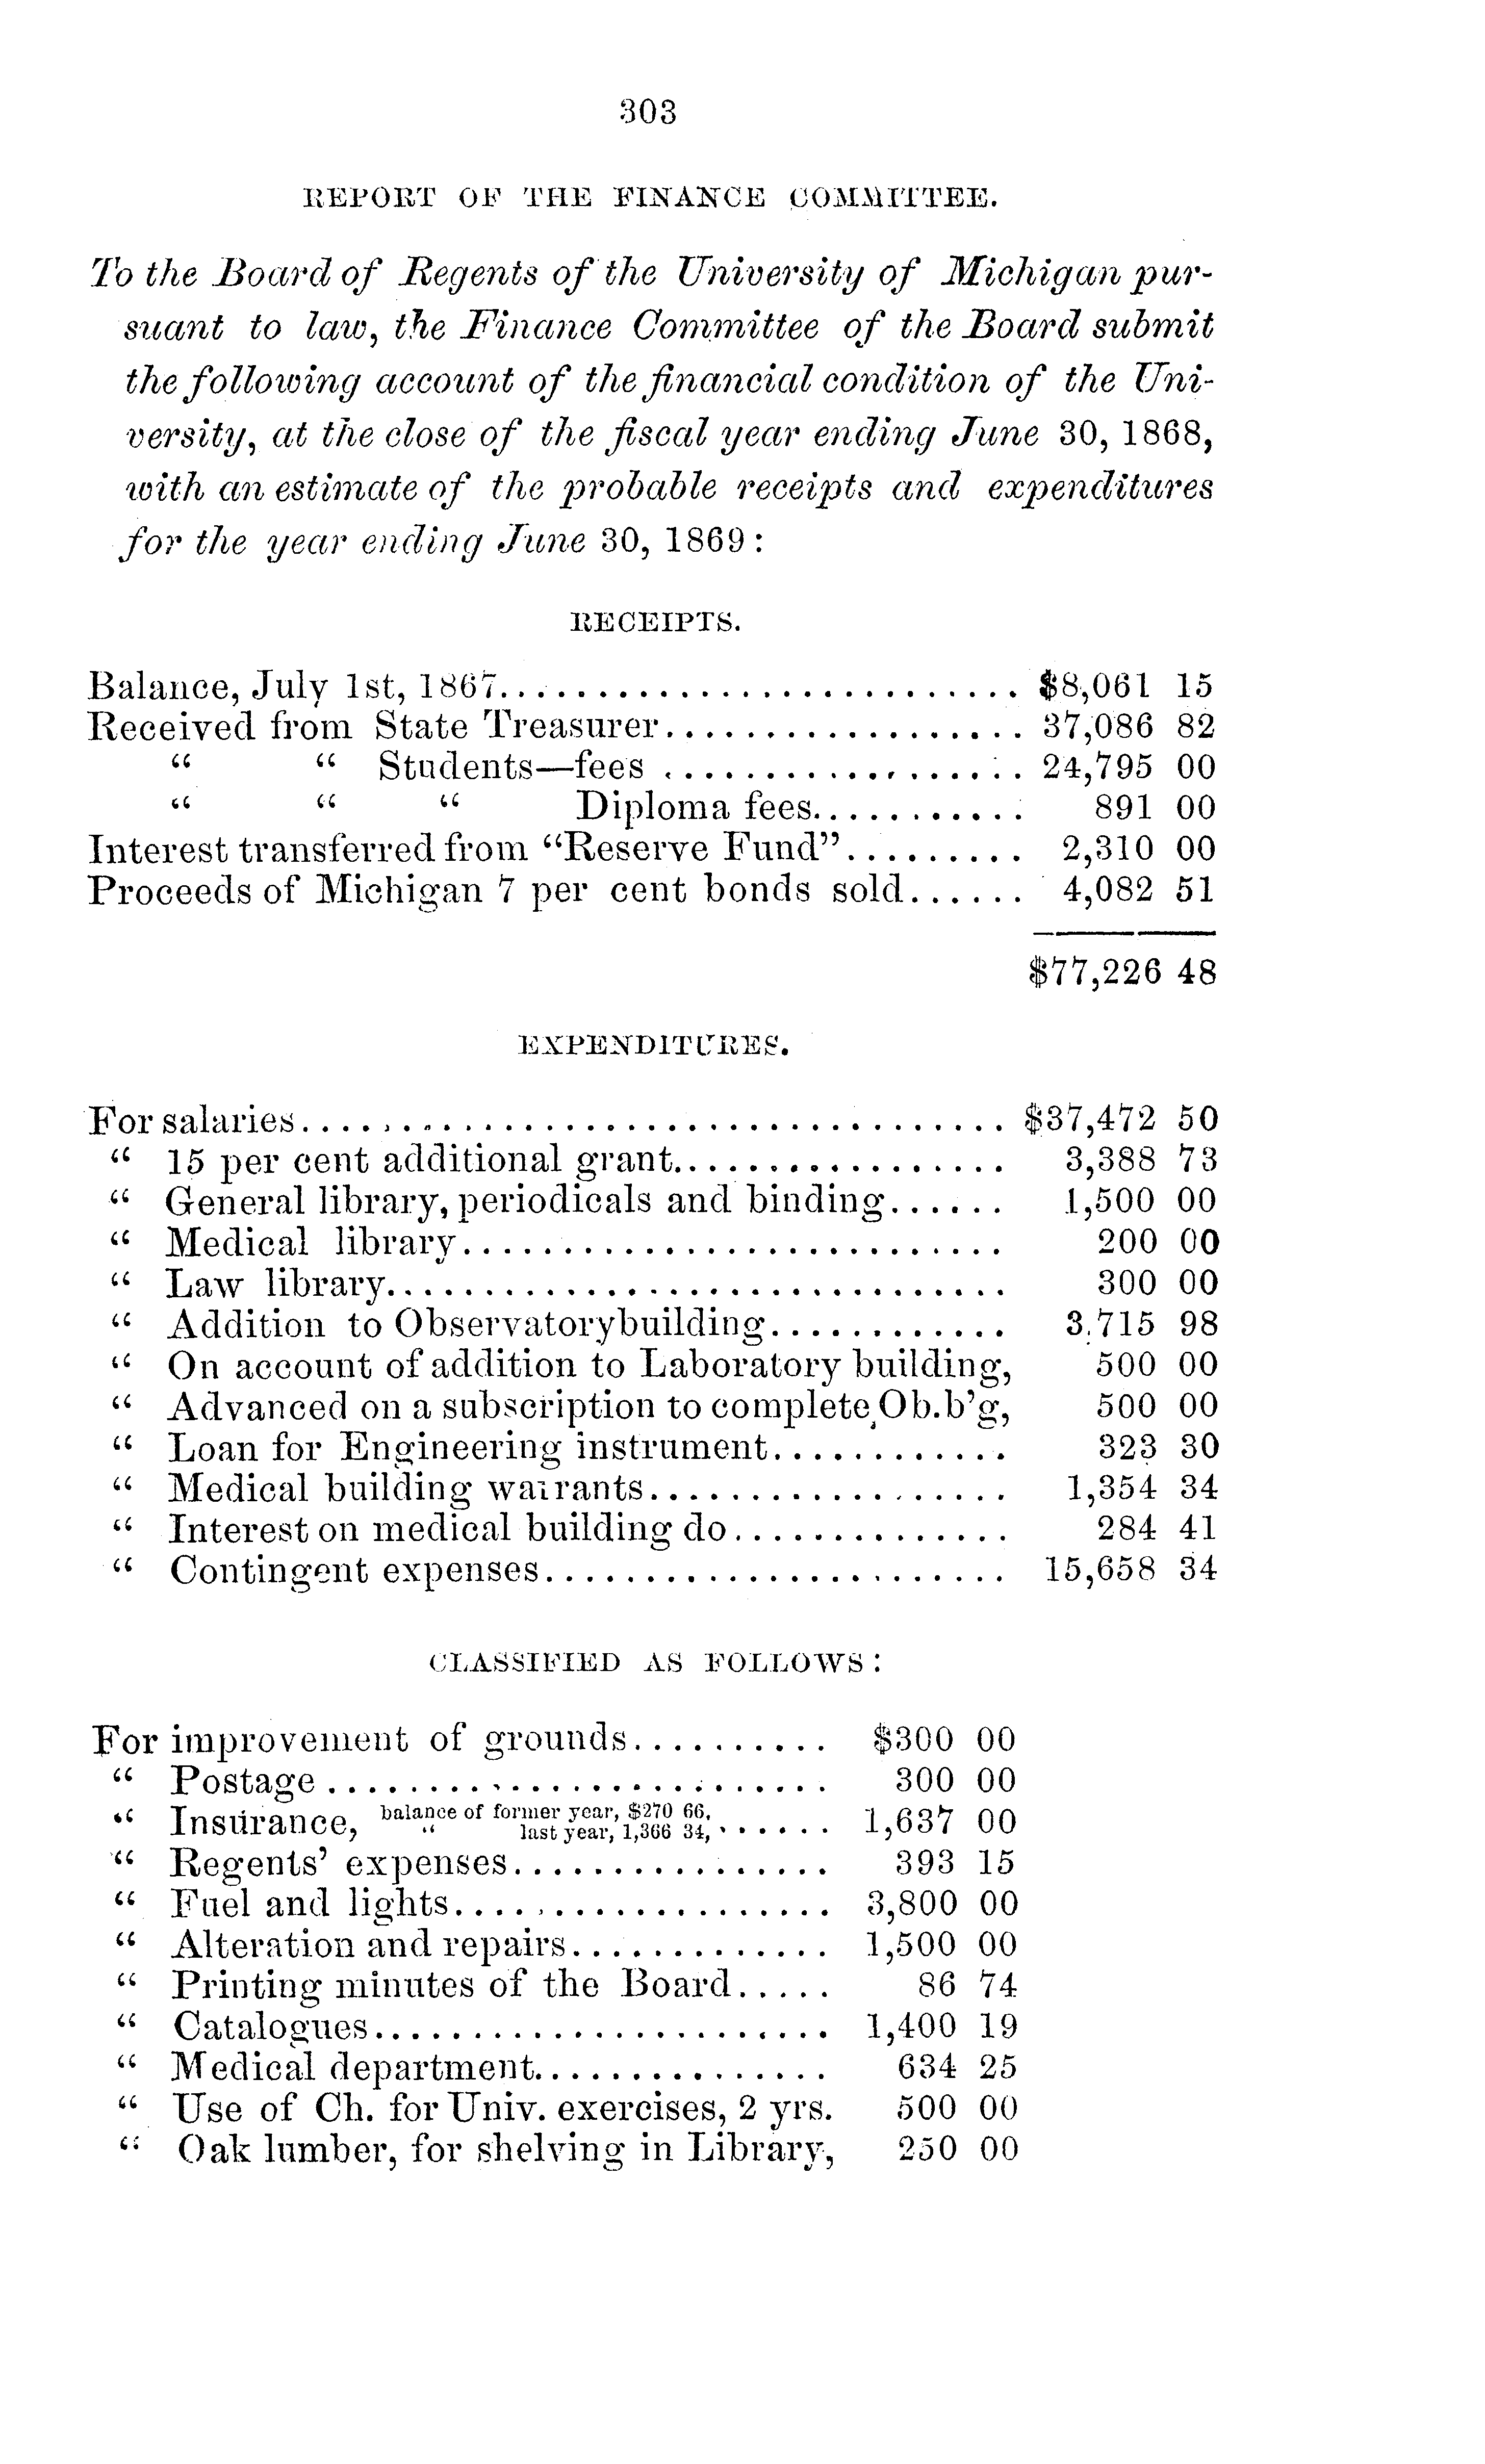 303
REPORT OF THE FINANCE COMMITTEE.
To the Board of Regents of the University of Michigan pur-
suant to law, the Finance Committee of the Board submit
the following account of the financial condition of the Uni-
versity, at the close of the fiscal year ending June 30, 1868,
with an estimate of the probable receipts and expenditures
for the year ending June 30, 1869:
RECEIPTS.
Balance, July 1st, 1867.......................... $8,061 15
Received from State Treasurer.................. 37,086 82
“ “ Students—fees .................. 24,795 00
“ “ “ Diploma fees........... 891 00
Interest transferred from “Reserve Fund”......... 2,310 00
Proceeds of Michigan 7 per cent bonds sold...... 4,082 51
$77,226 48
EXPENDITURES.
For salaries................................... $37,472 50
“ 15 per cent additional grant................. 3,388 73
“ General library, periodicals and binding...... 1,500 00
“ Medical library........................... 200 00
“ Law library............................... 300 00
“ Addition to Observatorybuilding............ 3.715 98
“ On account of addition to Laboratory building, 500 00
“ Advanced on a subscription to complete Ob. b’g, 500 00
“ Loan for Engineering instrument............ 323 30
“ Medical building warrants.................. 1,354 34
“ Interest on medical building do.............. 284 41
“ Contingent expenses....................... 15,658 34
CLASSIFIED AS FOLLOWS:
For improvement of grounds.......... $300 00
“ Postage ......................... 300 00
“ Insurance, balance of former year, $270 66,
“ last year, 1,366 34, ...... 1,637 00
“ Regents’ expenses................ 393 15
“ Fuel and lights................... 3,800 00
“ Alteration and repairs............. 1,500 00
“ Printing minutes of the Board..... 86 74
“ Catalogues....................... 1,400 19
“ Medical department............... 634 25
“ Use of Ch. for Univ. exercises, 2 yrs. 500 00
“ Oak lumber, for shelving in Library, 250 00